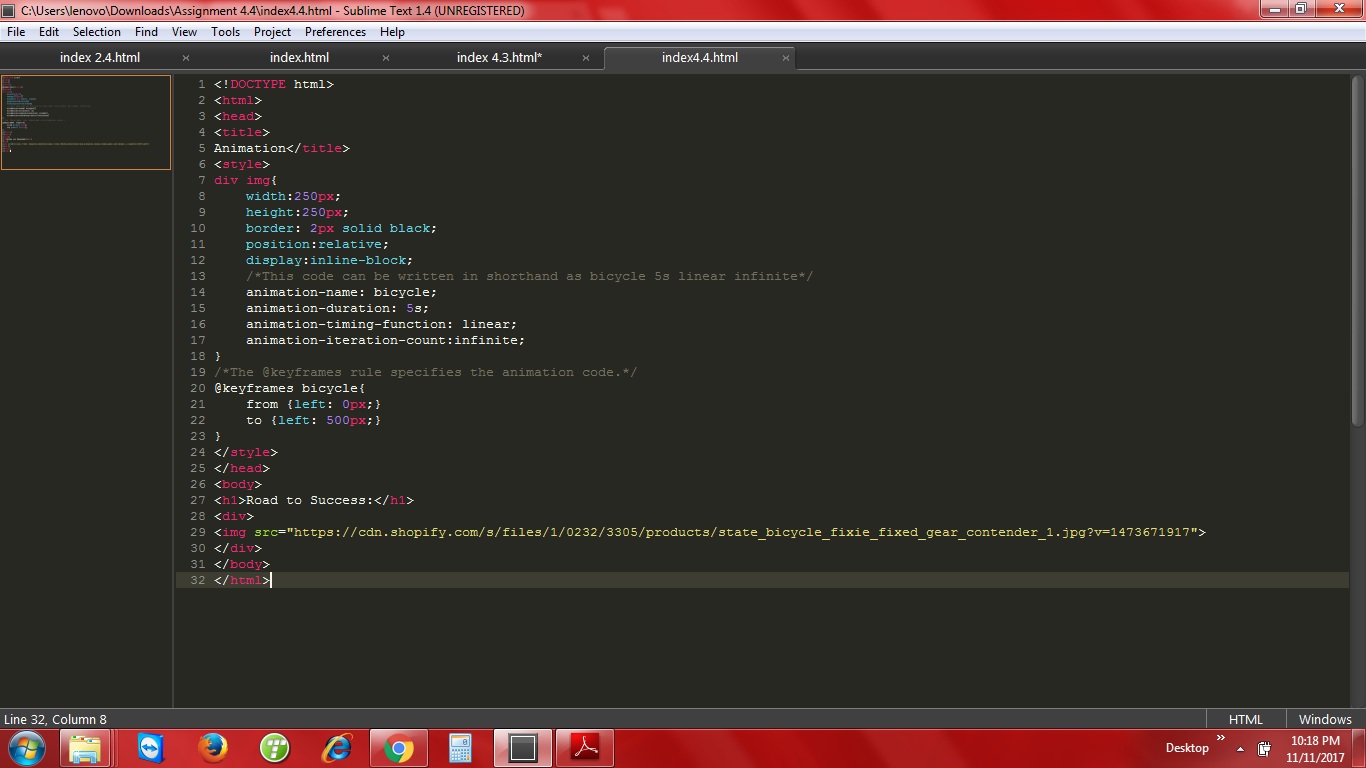 C:\Users\lenovo\Downloads\Assignment 4.4\index4.4.html - Sublime Text 1.4 (UNREGISTERED)
File Edit Selection Find View Tools Project Preferences Help
index 2.4.html × index.html × index 4.3.html* × index4.4.html ×
1 <!DOCTYPE html>
2 <html>
3 <head>
4 <title>
5 Animation</title>
6 <style>
7 div img{
8     width:250px;
9     height:250px;
10     border: 2px solid black;
11     position:relative;
12     display:inline-block;
13     /*This code can be written in shorthand as bicycle 5s linear infinite*/
14     animation-name: bicycle;
15     animation-duration: 5s;
16     animation-timing-function: linear;
17     animation-iteration-count:infinite;
18 }
19 /*The @keyframes rule specifies the animation code.*/
20 @keyframes bicycle{
21     from {left: 0px;}
22     to {left: 500px;}
23 }
24 </style>
25 </head>
26 <body>
27 <h1>Road to Success:</h1>
28 <div>
29 <img src="https://cdn.shopify.com/s/files/1/0232/3305/products/state_bicycle_fixie_fixed_gear_contender_1.jpg?v=1473671917">
30 </div>
31 </body>
32 </html>
Line 32, Column 8 HTML Windows
Desktop » 10:18 PM
11/11/2017